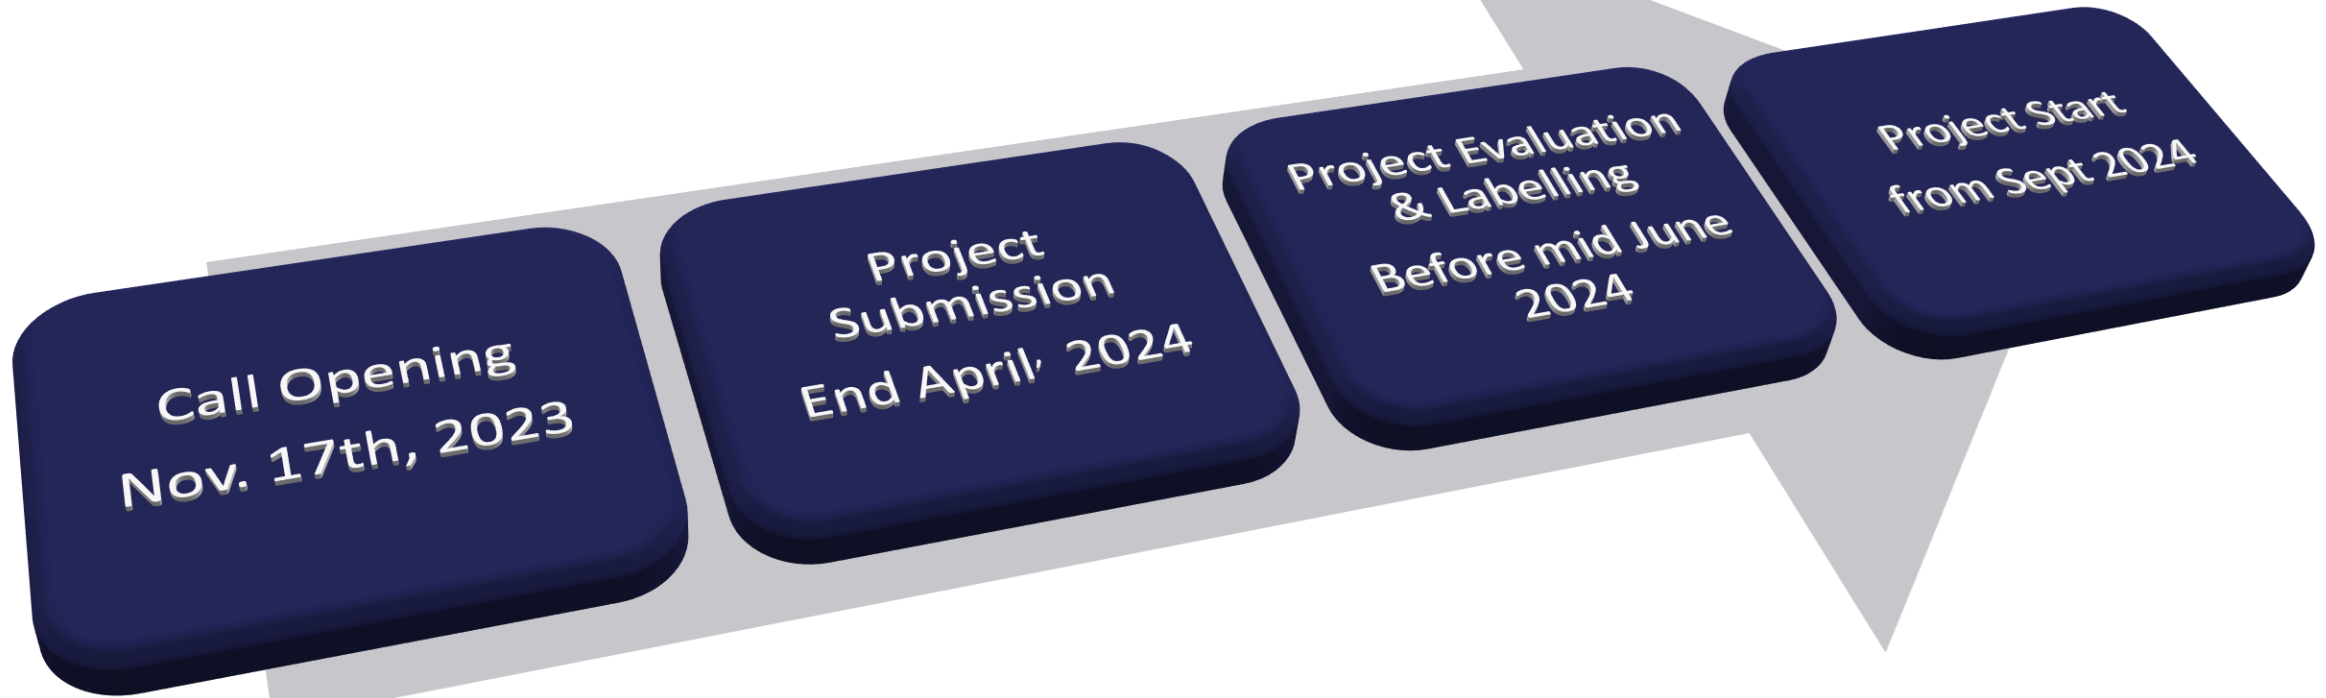 Call Opening
Nov. 17th, 2023
Project
Submission
End April, 2024
Project Evaluation
& Labelling
Before mid June
2024
Project Start
from Sept 2024